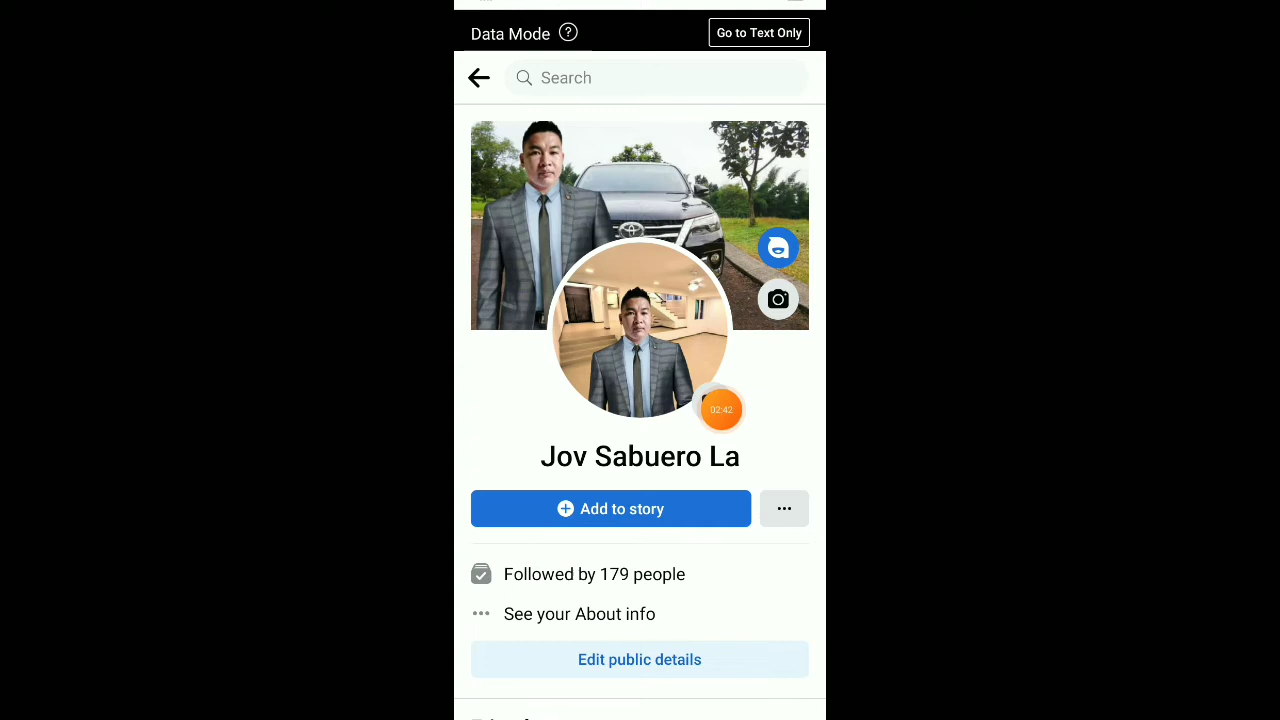 Data Mode ?
Go to Text Only
Search
02:42
Jov Sabuero La
Add to story
Followed by 179 people
See your About info
Edit public details